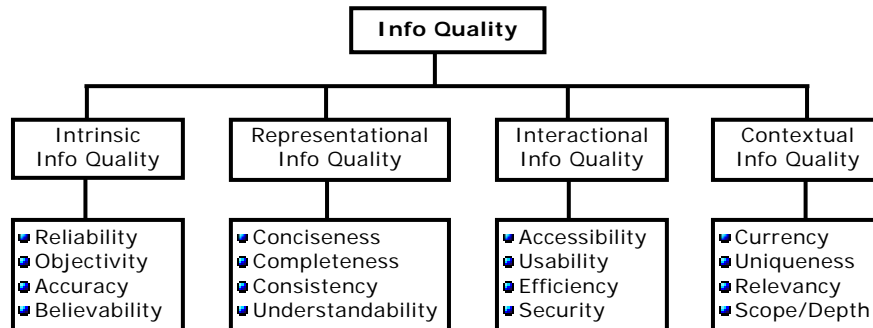 Info Quality
Intrinsic
Info Quality
Representational
Info Quality
Interactional
Info Quality
Contextual
Info Quality
Reliability
Objectivity
Accuracy
Believability
Conciseness
Completeness
Consistency
Understandability
Accessibility
Usability
Efficiency
Security
Currency
Uniqueness
Relevancy
Scope/Depth